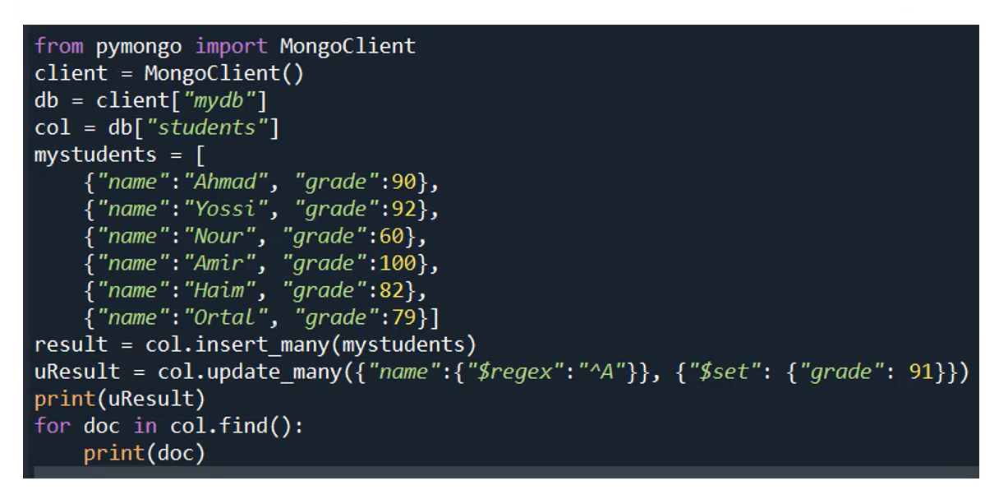 from pymongo import MongoClient
client = MongoClient()
db = client["mydb"]
col = db["students"]
mystudents = [
    {"name":"Ahmad", "grade":90},
    {"name":"Yossi", "grade":92},
    {"name":"Nour", "grade":60},
    {"name":"Amir", "grade":100},
    {"name":"Haim", "grade":82},
    {"name":"Ortal", "grade":79}]
result = col.insert_many(mystudents)
uResult = col.update_many({"name":{"$regex":"^A"}}, {"$set": {"grade": 91}})
print(uResult)
for doc in col.find():
    print(doc)